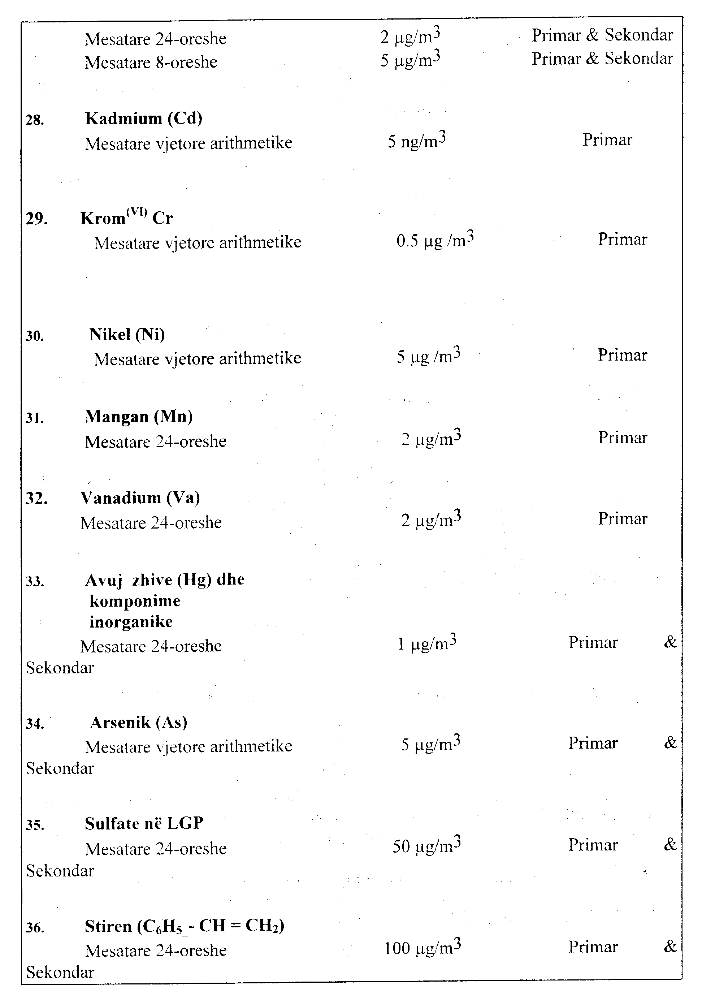 Mesatare 24-oreshe 2 µg/m³ Primar & Sekondar
Mesatare 8-oreshe 5 µg/m³ Primar & Sekondar
28. Kadmium (Cd)
Mesatare vjetore arithmetike 5 ng/m³ Primar
29. Krom⁽ⱽᴵ⁾ Cr
Mesatare vjetore arithmetike 0.5 µg /m³ Primar
30. Nikel (Ni)
Mesatare vjetore arithmetike 5 µg /m³ Primar
31. Mangan (Mn)
Mesatare 24-oreshe 2 µg/m³ Primar
32. Vanadium (Va)
Mesatare 24-oreshe 2 µg/m³ Primar
33. Avuj zhive (Hg) dhe
komponime
inorganike
Mesatare 24-oreshe 1 µg/m³ Primar &
Sekondar
34. Arsenik (As)
Mesatare vjetore arithmetike 5 µg/m³ Primar &
Sekondar
35. Sulfate në LGP
Mesatare 24-oreshe 50 µg/m³ Primar &
Sekondar
36. Stiren (C₆H₅_- CH = CH₂)
Mesatare 24-oreshe 100 µg/m³ Primar &
Sekondar